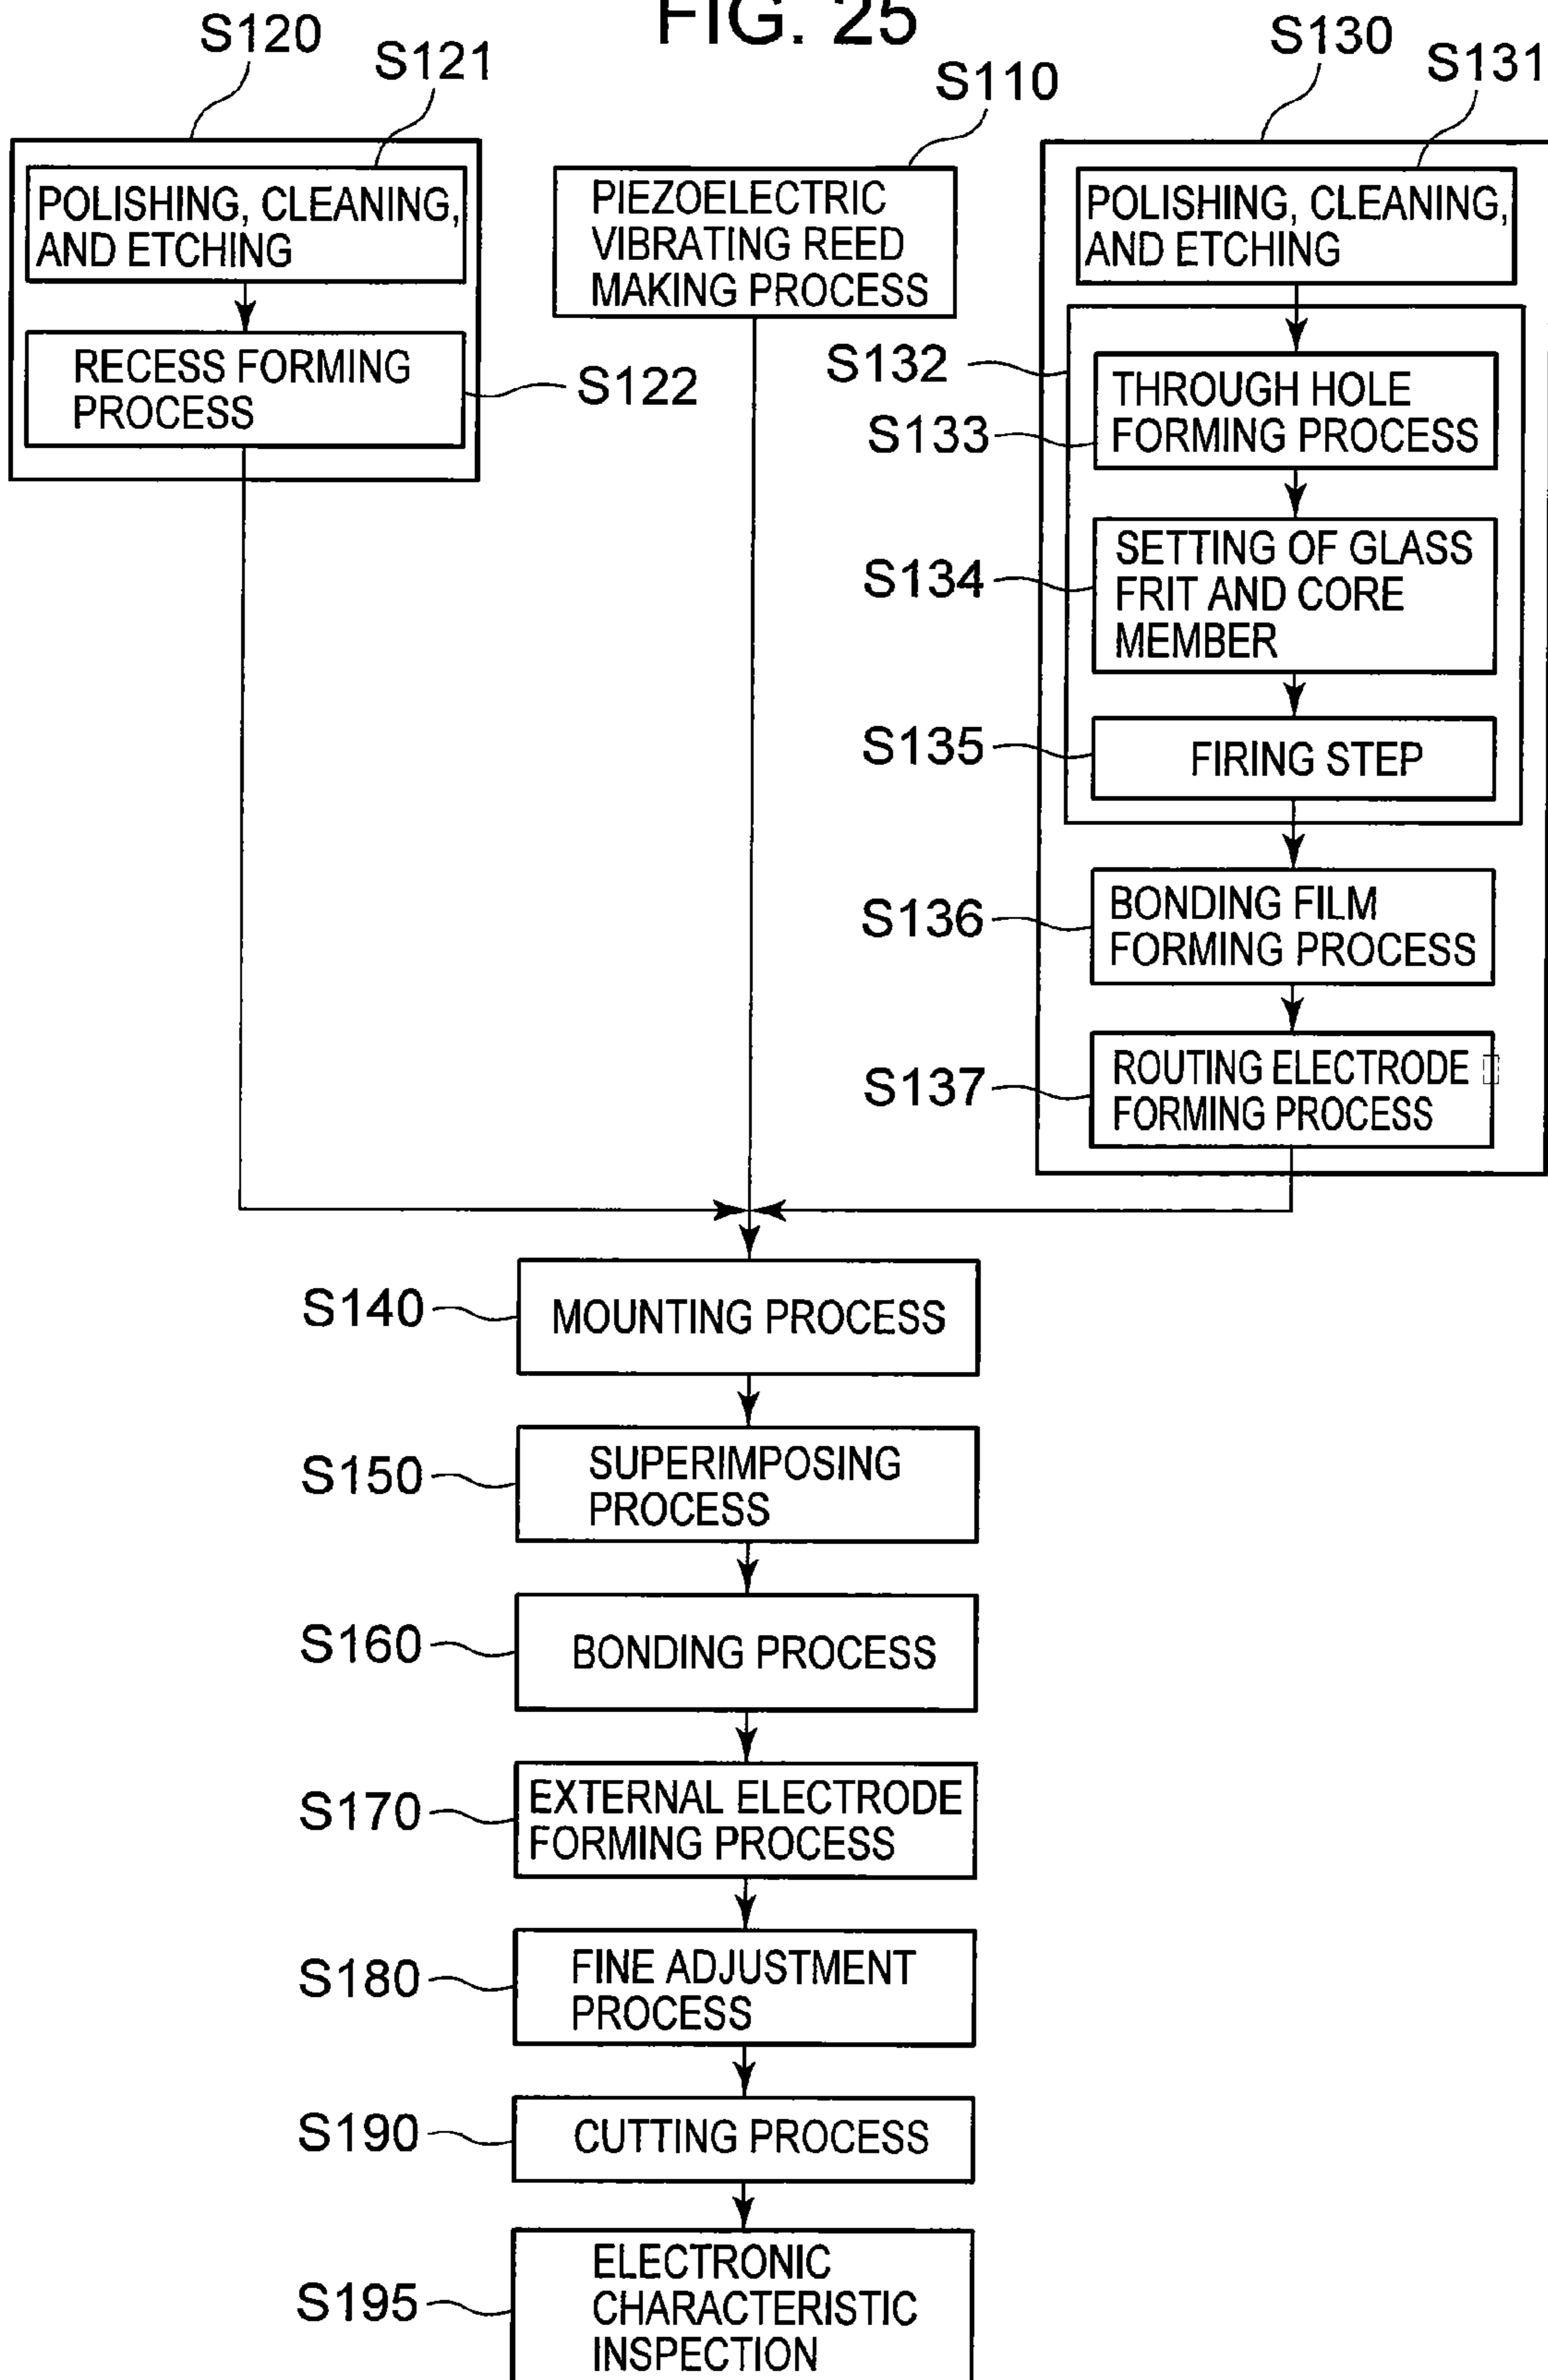 FIG. 25
S120
S121
POLISHING, CLEANING,
AND ETCHING
RECESS FORMING
PROCESS
S122
S110
PIEZOELECTRIC
VIBRATING REED
MAKING PROCESS
S130
S131
POLISHING, CLEANING,
AND ETCHING
S132
S133
THROUGH HOLE
FORMING PROCESS
S134
SETTING OF GLASS
FRIT AND CORE
MEMBER
S135
FIRING STEP
S136
BONDING FILM
FORMING PROCESS
S137
ROUTING ELECTRODE
FORMING PROCESS
S140
MOUNTING PROCESS
S150
SUPERIMPOSING
PROCESS
S160
BONDING PROCESS
S170
EXTERNAL ELECTRODE
FORMING PROCESS
S180
FINE ADJUSTMENT
PROCESS
S190
CUTTING PROCESS
S195
ELECTRONIC
CHARACTERISTIC
INSPECTION